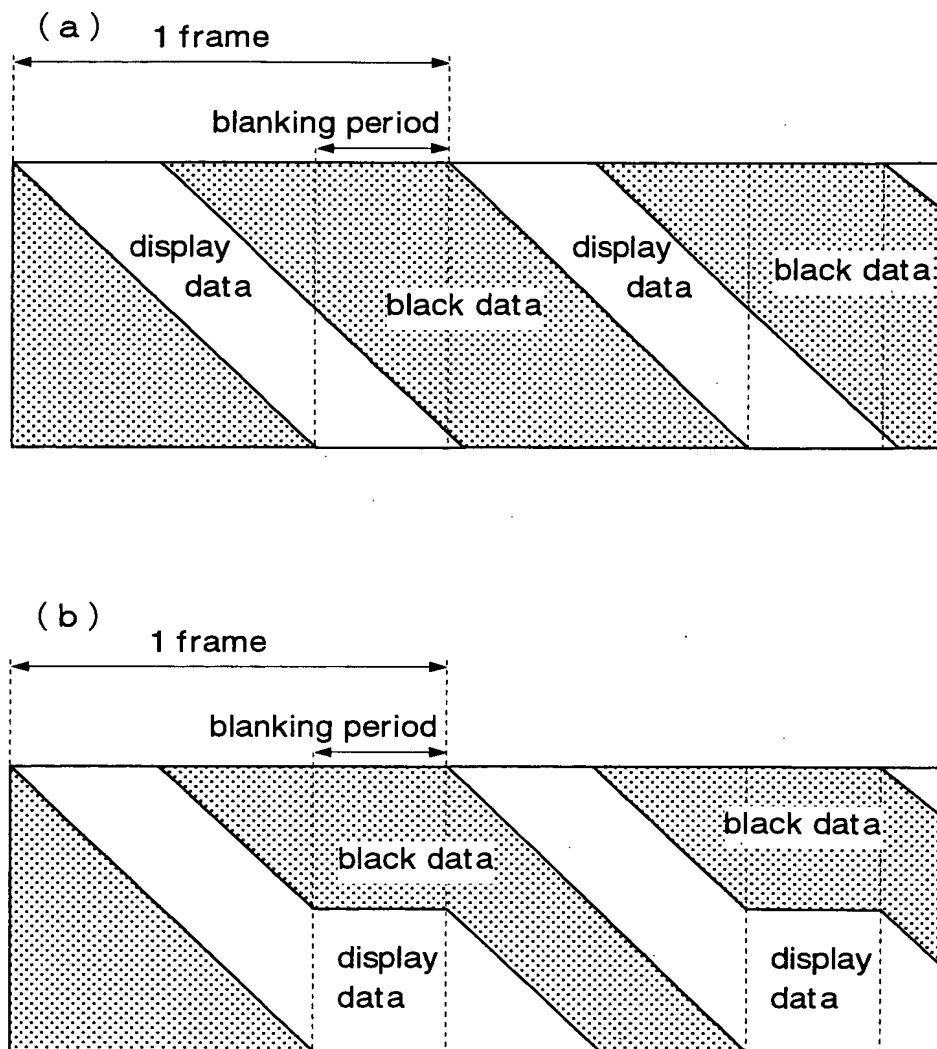 (a)
1 frame
blanking period
display
data
black data
display
data
black data
(b)
1 frame
blanking period
black data
display
data
black data
display
data